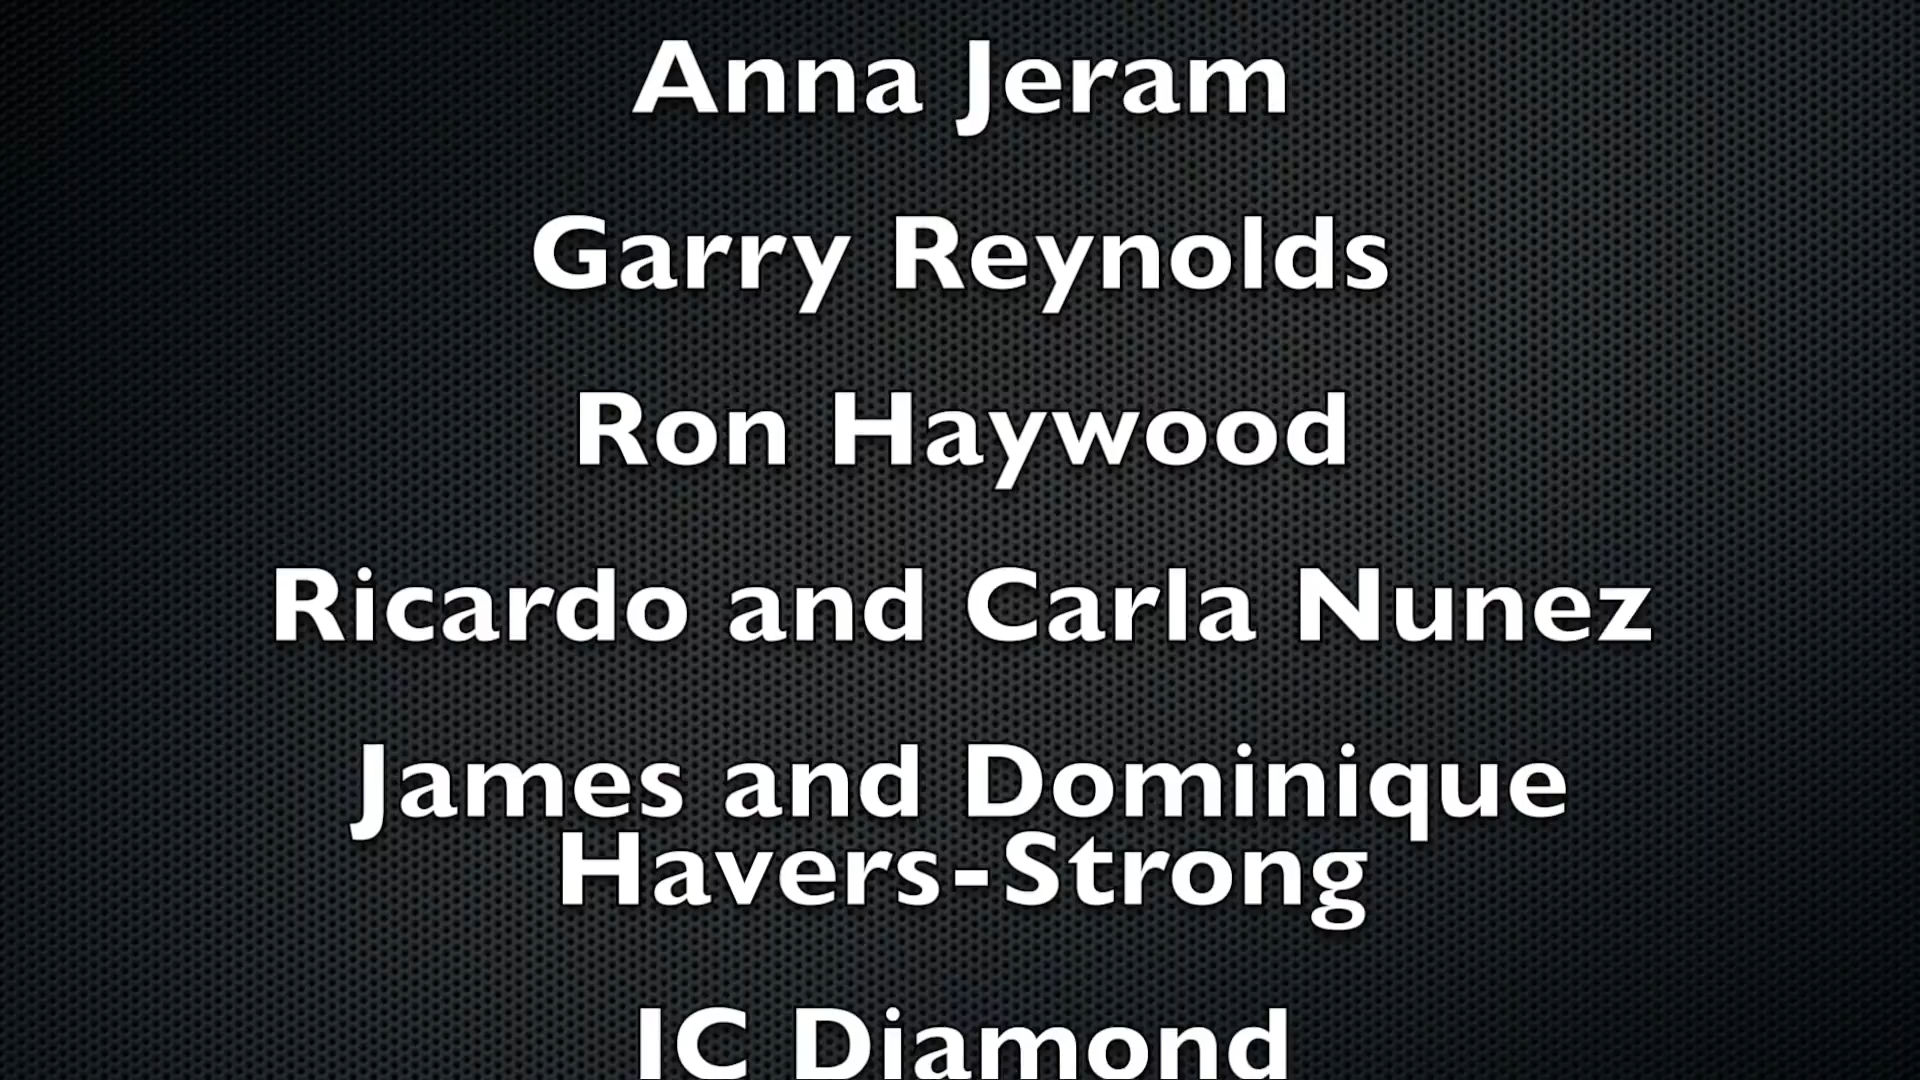 Anna Jeram
Garry Reynolds
Ron Haywood
Ricardo and Carla Nunez
James and Dominique
Havers-Strong
IC Diamond